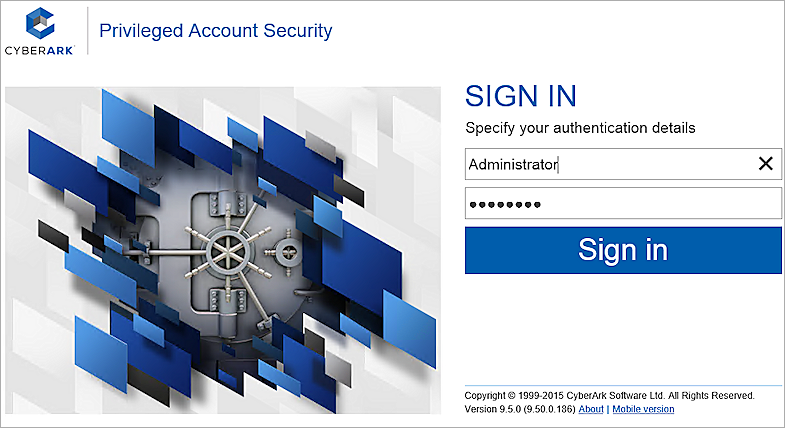 CYBERARK
Privileged Account Security
SIGN IN
Specify your authentication details
Administrator
Sign in
Copyright © 1999-2015 CyberArk Software Ltd. All Rights Reserved.
Version 9.5.0 (9.50.0.186) About | Mobile version